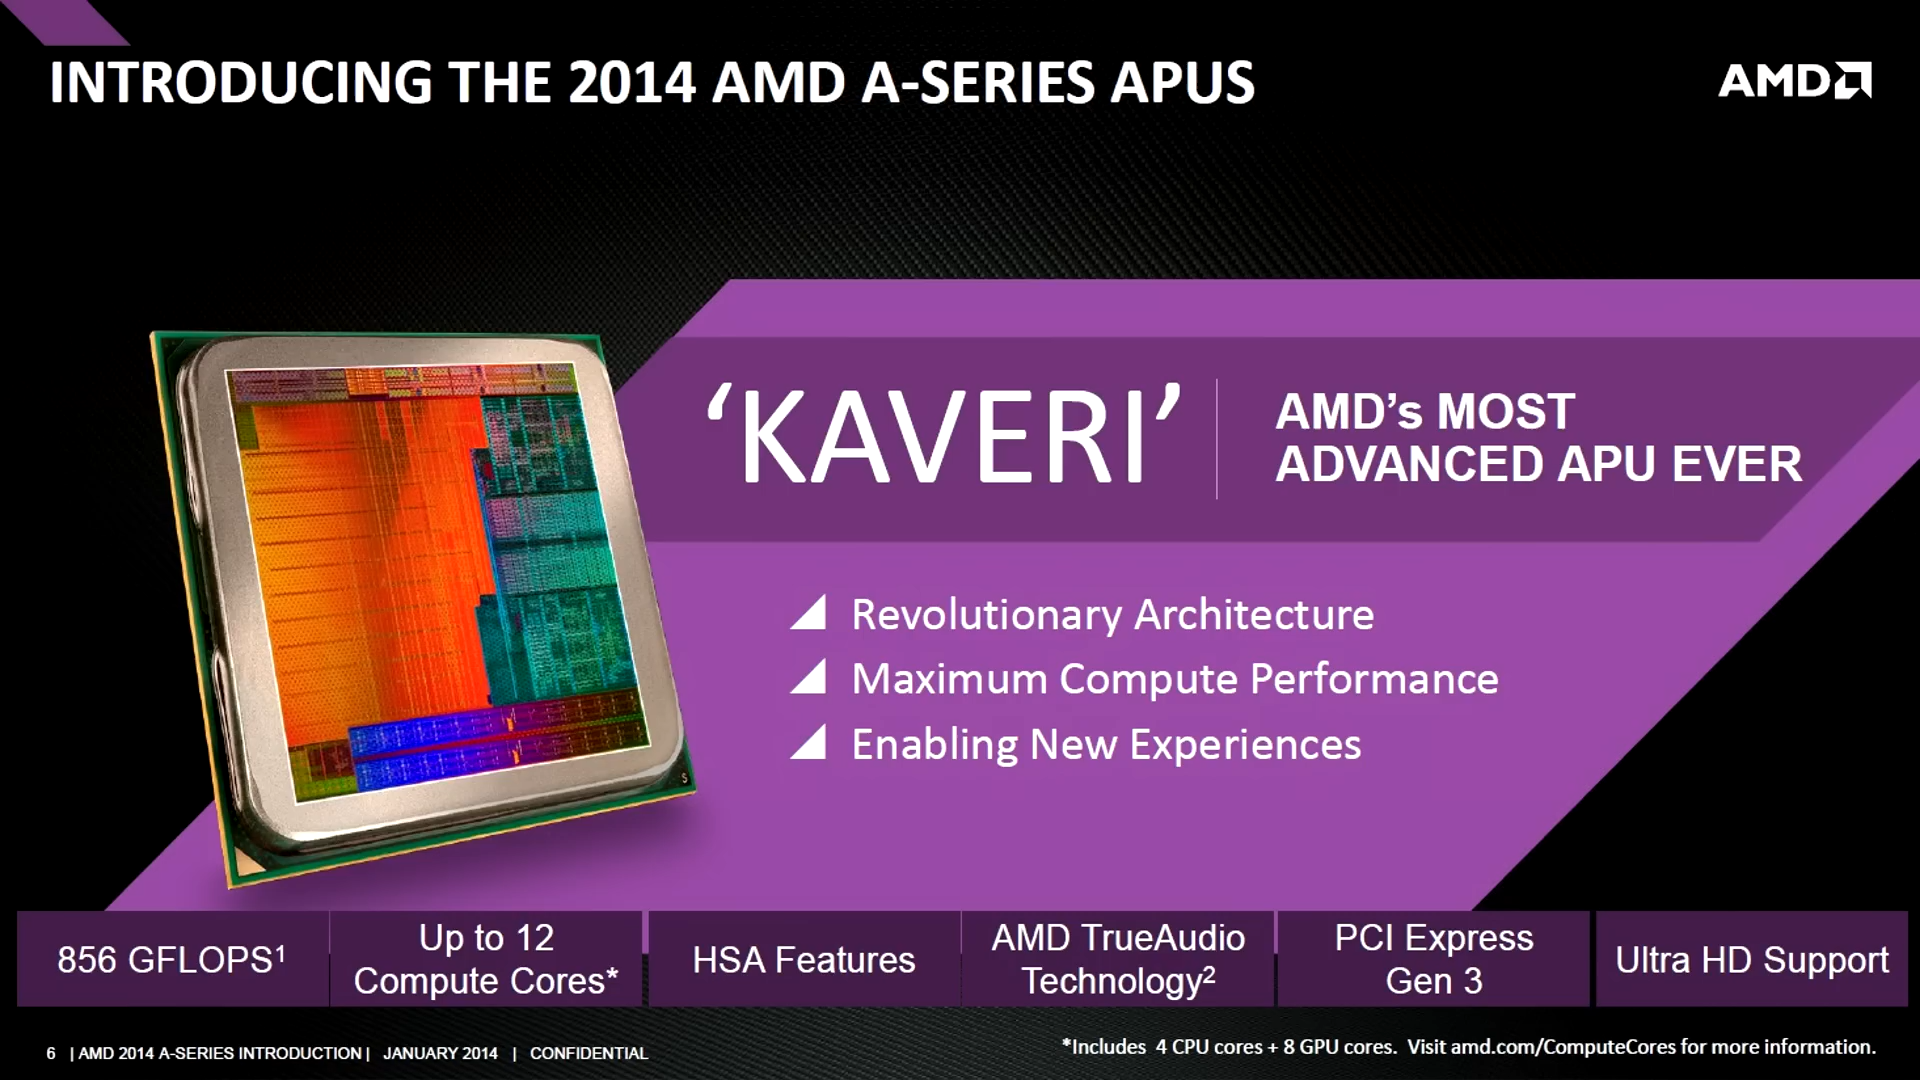 INTRODUCING THE 2014 AMD A-SERIES APUS
AMD
‘KAVERI’
AMD’s MOST
ADVANCED APU EVER
Revolutionary Architecture
Maximum Compute Performance
Enabling New Experiences
856 GFLOPS¹
Up to 12
Compute Cores*
HSA Features
AMD TrueAudio
Technology²
PCI Express
Gen 3
Ultra HD Support
6 | AMD 2014 A-SERIES INTRODUCTION | JANUARY 2014 | CONFIDENTIAL
*Includes 4 CPU cores + 8 GPU cores. Visit amd.com/ComputeCores for more information.